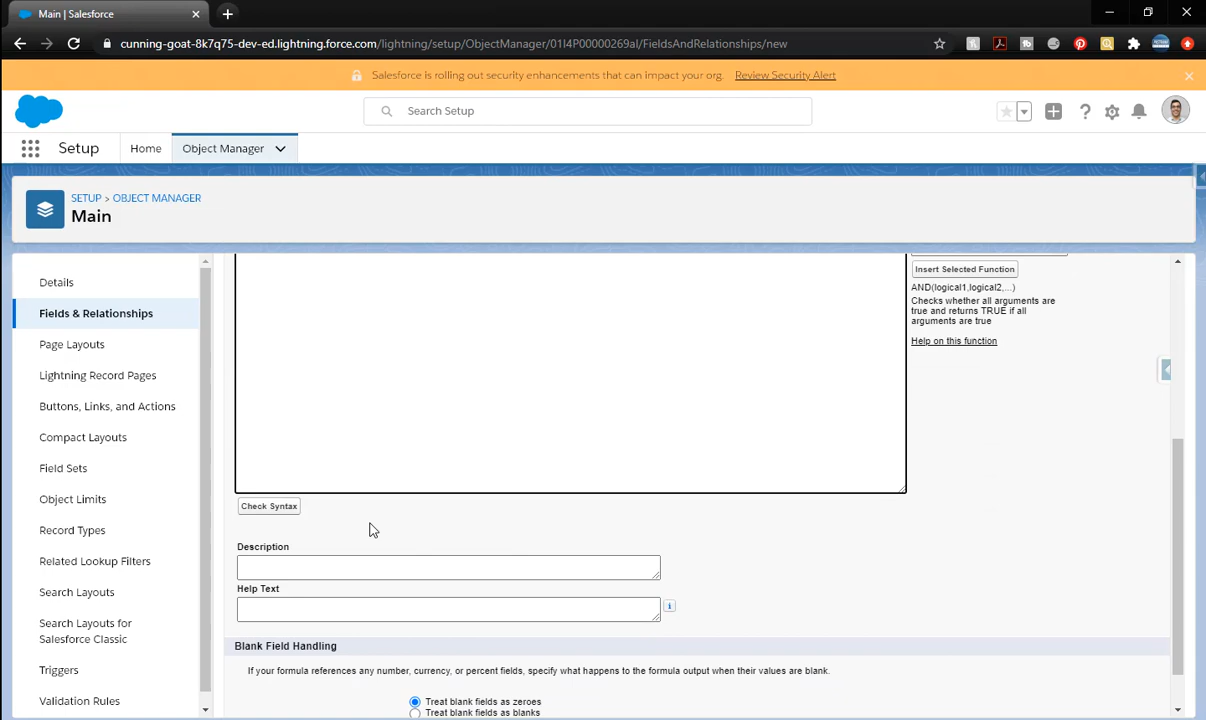 Main | Salesforce
cunning-goat-8k7q75-dev-ed.lightning.force.com/lightning/setup/ObjectManager/01I4P00000269al/FieldsAndRelationships/new
Salesforce is rolling out security enhancements that can impact your org. Review Security Alert
Search Setup
Setup
Home
Object Manager
SETUP > OBJECT MANAGER
Main
Details
Fields & Relationships
Page Layouts
Lightning Record Pages
Buttons, Links, and Actions
Compact Layouts
Field Sets
Object Limits
Record Types
Related Lookup Filters
Search Layouts
Search Layouts for
Salesforce Classic
Triggers
Validation Rules
Insert Selected Function
AND(logical1,logical2,...)
Checks whether all arguments are
true and returns TRUE if all
arguments are true
Help on this function
Check Syntax
Description
Help Text
i
Blank Field Handling
If your formula references any number, currency, or percent fields, specify what happens to the formula output when their values are blank.
Treat blank fields as zeroes
Treat blank fields as blanks